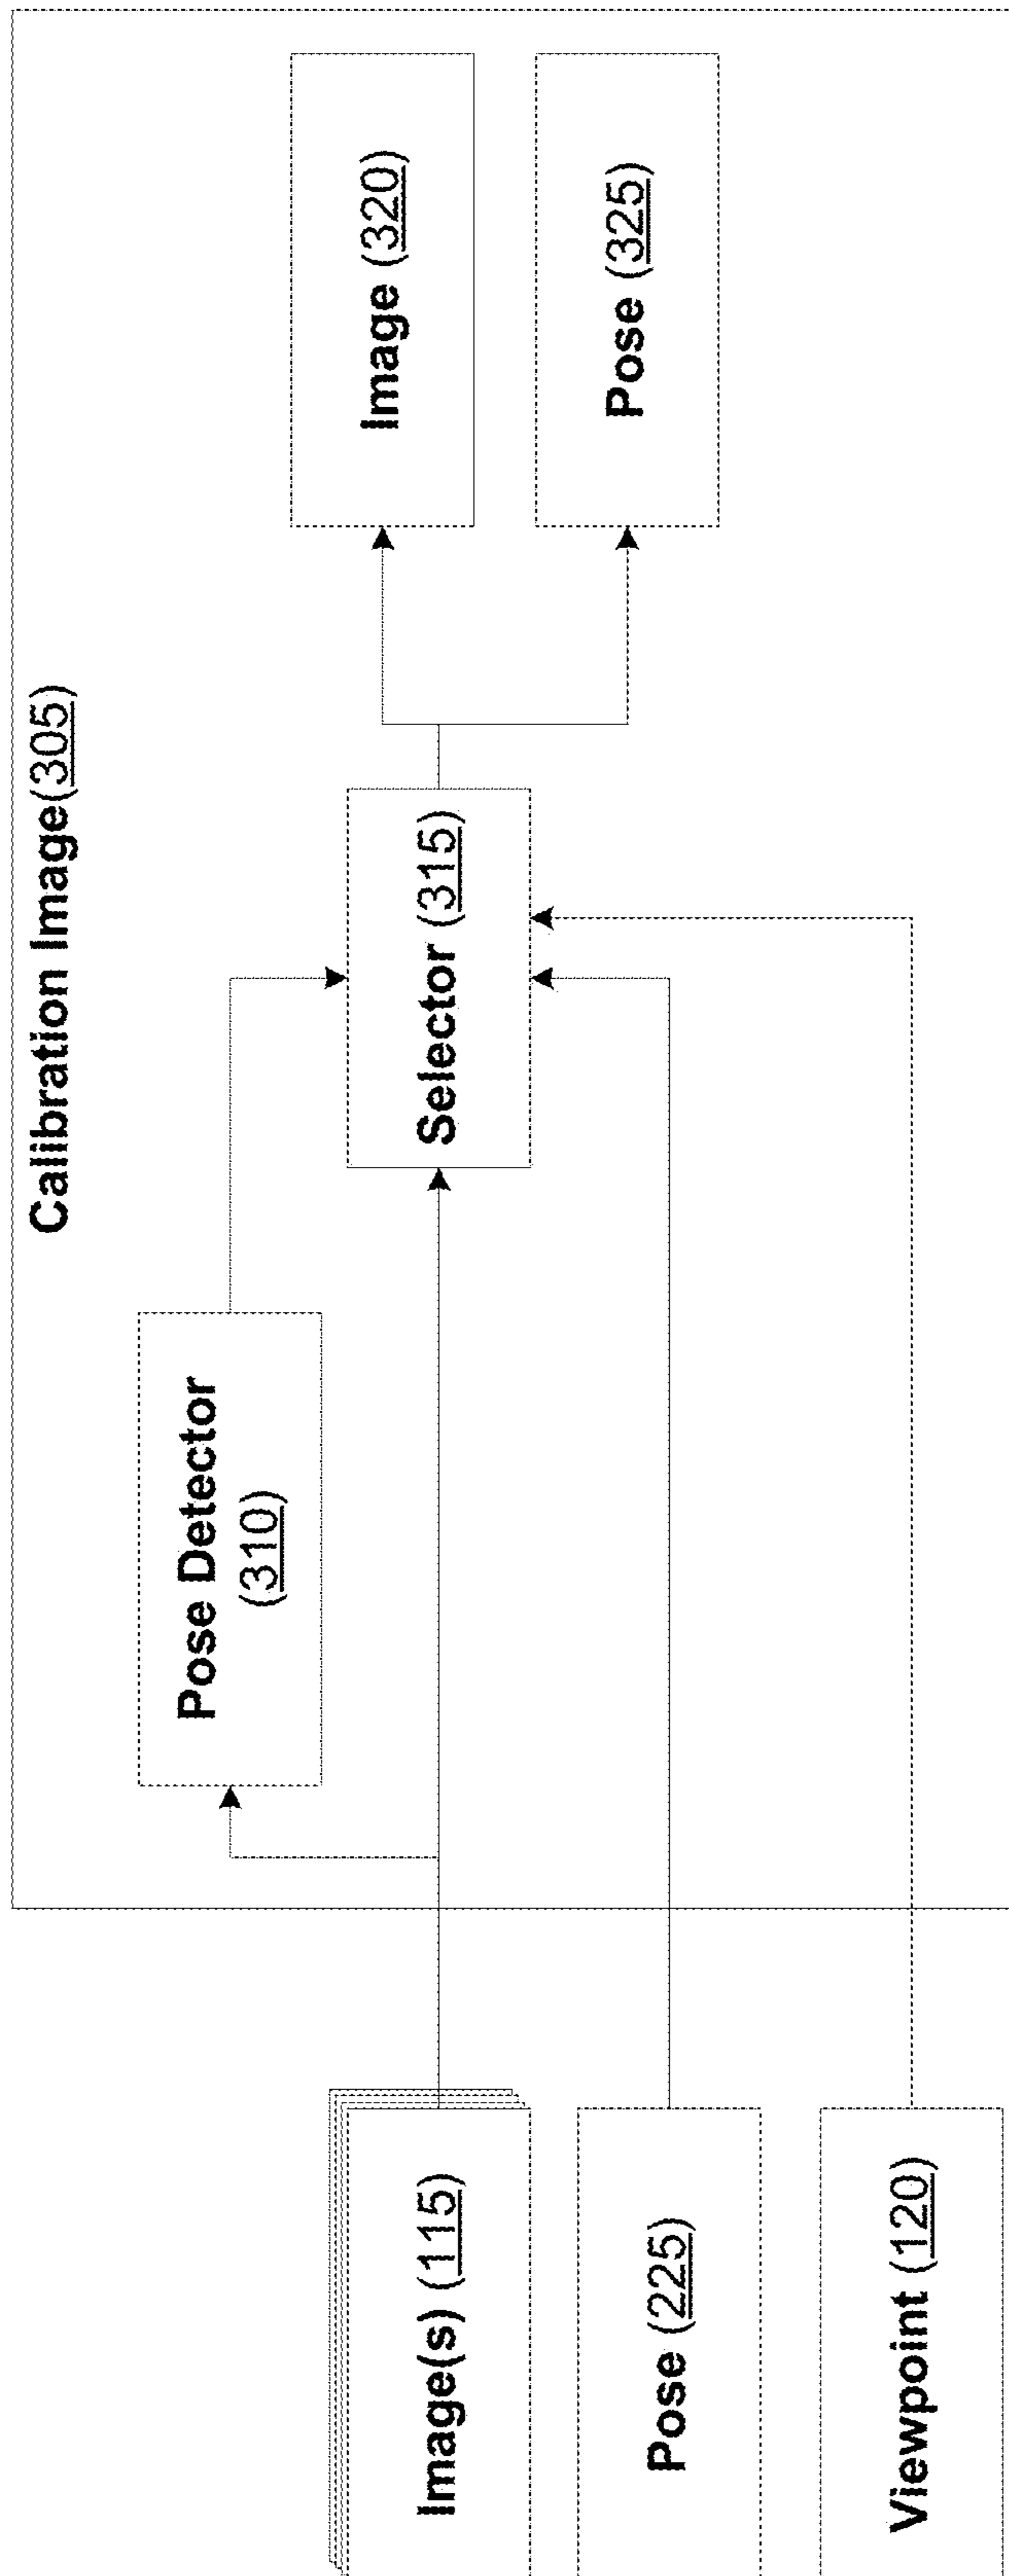 Calibration Image(305)
Pose Detector
(310)
Image(s) (115)
Selector (315)
Image (320)
Pose (225)
Pose (325)
Viewpoint (120)